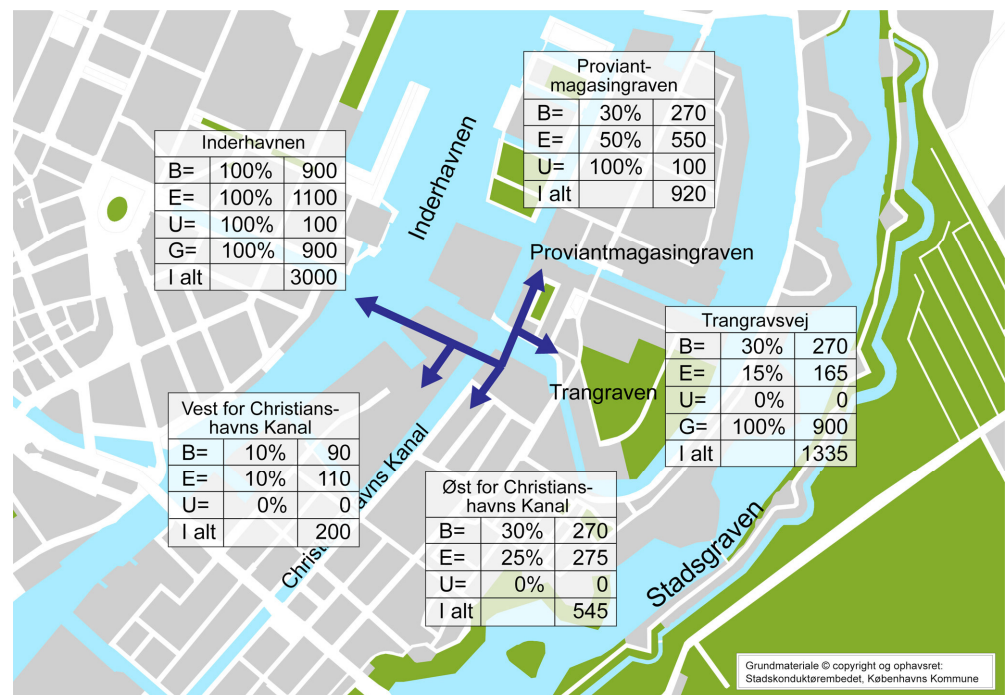 Proviant-
magasingraven
B= 30% 270
E= 50% 550
U= 100% 100
I alt 920
Inderhavnen
B= 100% 900
E= 100% 1100
U= 100% 100
G= 100% 900
I alt 3000
Inderhavnen
Proviantmagasingraven
Trangravsvej
B= 30% 270
E= 15% 165
U= 0% 0
G= 100% 900
I alt 1335
Trangraven
Vest for Christians-
havns Kanal
B= 10% 90
E= 10% 110
U= 0% 0
I alt 200
Øst for Christians-
havns Kanal
B= 30% 270
E= 25% 275
U= 0% 0
I alt 545
Stadsgraven
Grundmateriale © copyright og ophavsret:
Stadskonduktørembedet, Københavns Kommune